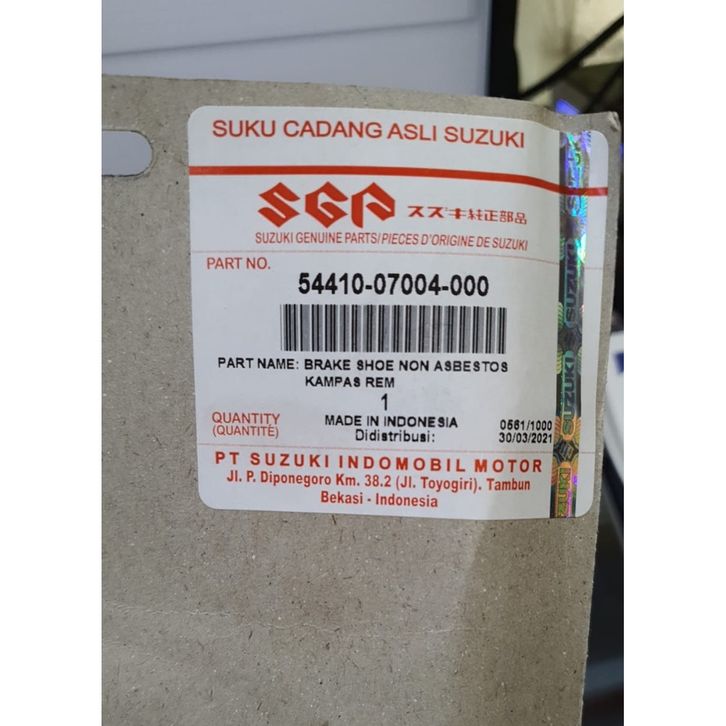 SUKU CADANG ASLI SUZUKI
SGP スズキ純正部品
SUZUKI GENUINE PARTS/PIECES D'ORIGINE DE SUZUKI
PART NO.
54410-07004-000
PART NAME: BRAKE SHOE NON ASBESTOS
KAMPAS REM
1
QUANTITY
(QUANTITÉ)
MADE IN INDONESIA
Didistribusi:
0561/1000
30/03/2021
PT SUZUKI INDOMOBIL MOTOR
Jl. P. Diponegoro Km. 38.2 (Jl. Toyogiri). Tambun
Bekasi - Indonesia
SUZUKI
SUZUKI
SUZUKI